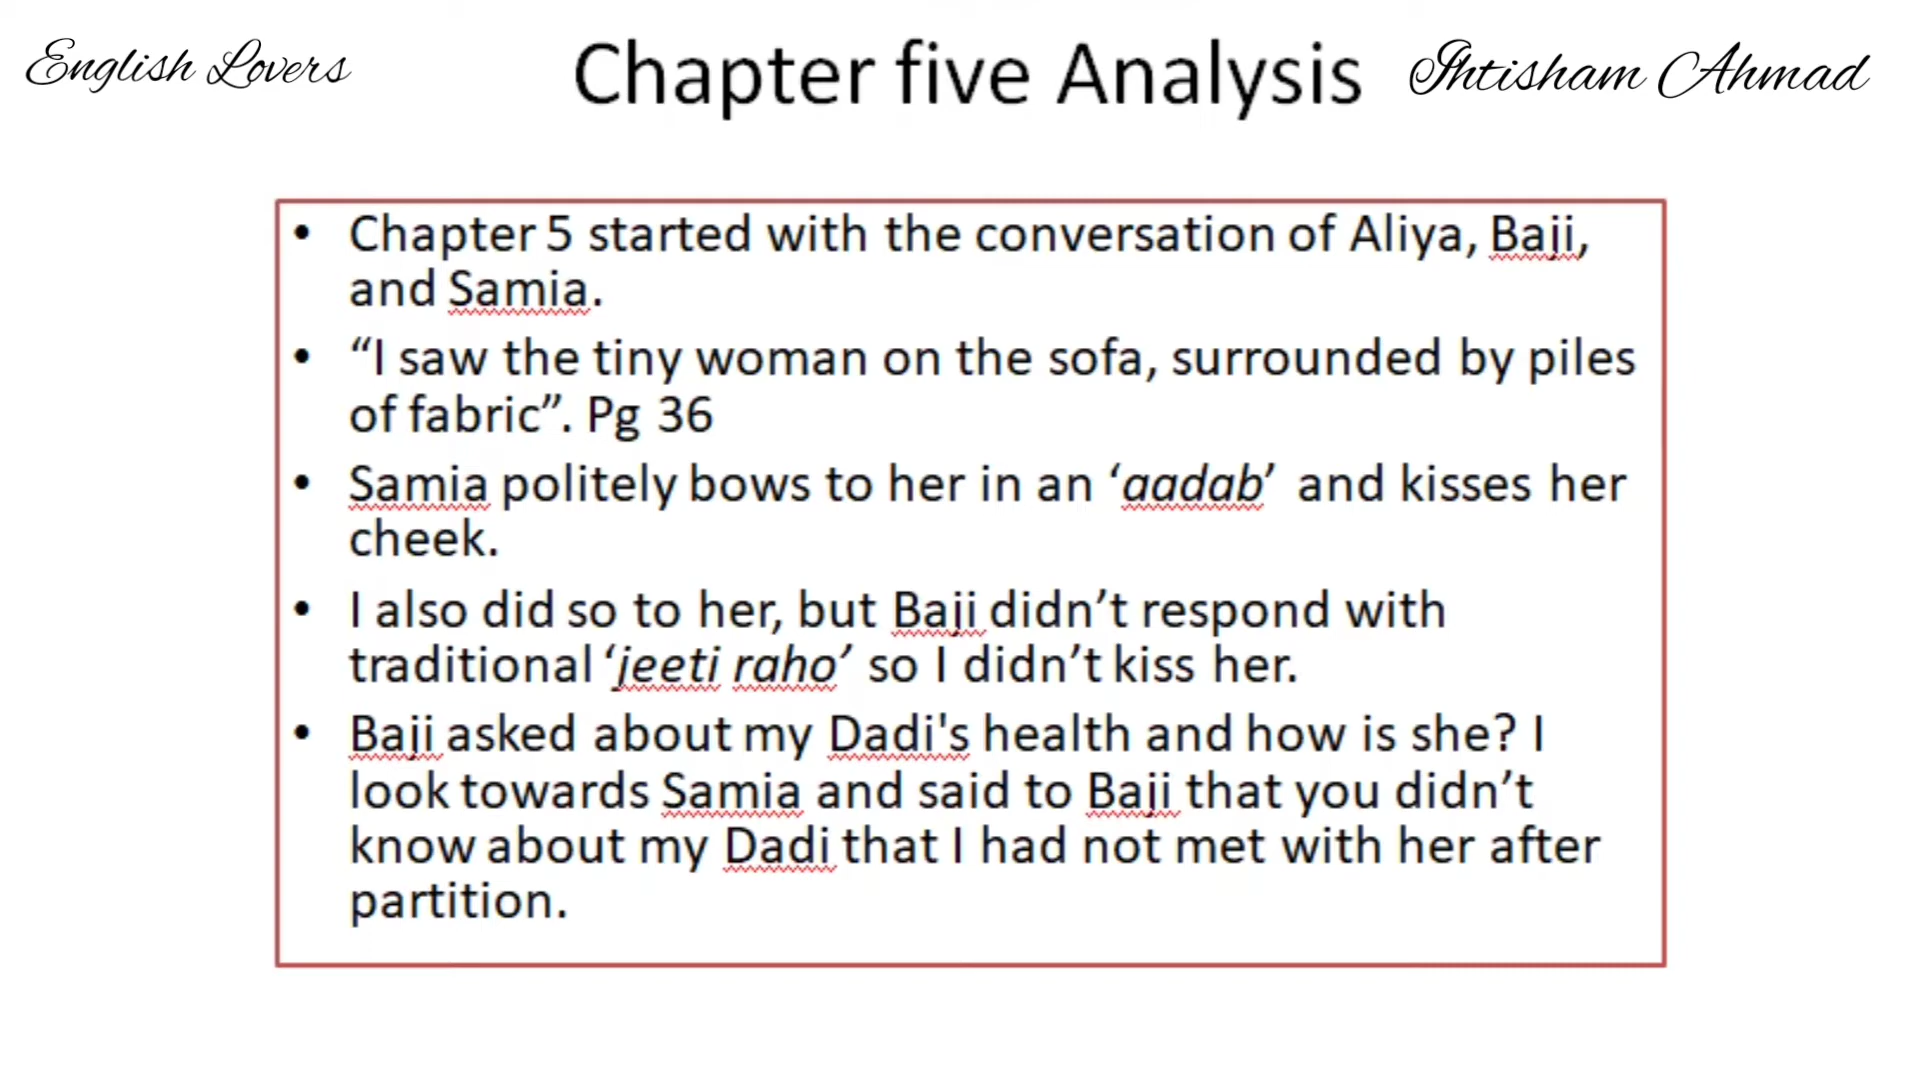 English Lovers
Chapter five Analysis
Ihtisham Ahmad
• Chapter 5 started with the conversation of Aliya, Baji,
and Samia.
• “I saw the tiny woman on the sofa, surrounded by piles
of fabric”. Pg 36
• Samia politely bows to her in an ‘aadab’ and kisses her
cheek.
• I also did so to her, but Baji didn’t respond with
traditional ‘jeeti raho’ so I didn’t kiss her.
• Baji asked about my Dadi's health and how is she? I
look towards Samia and said to Baji that you didn’t
know about my Dadi that I had not met with her after
partition.